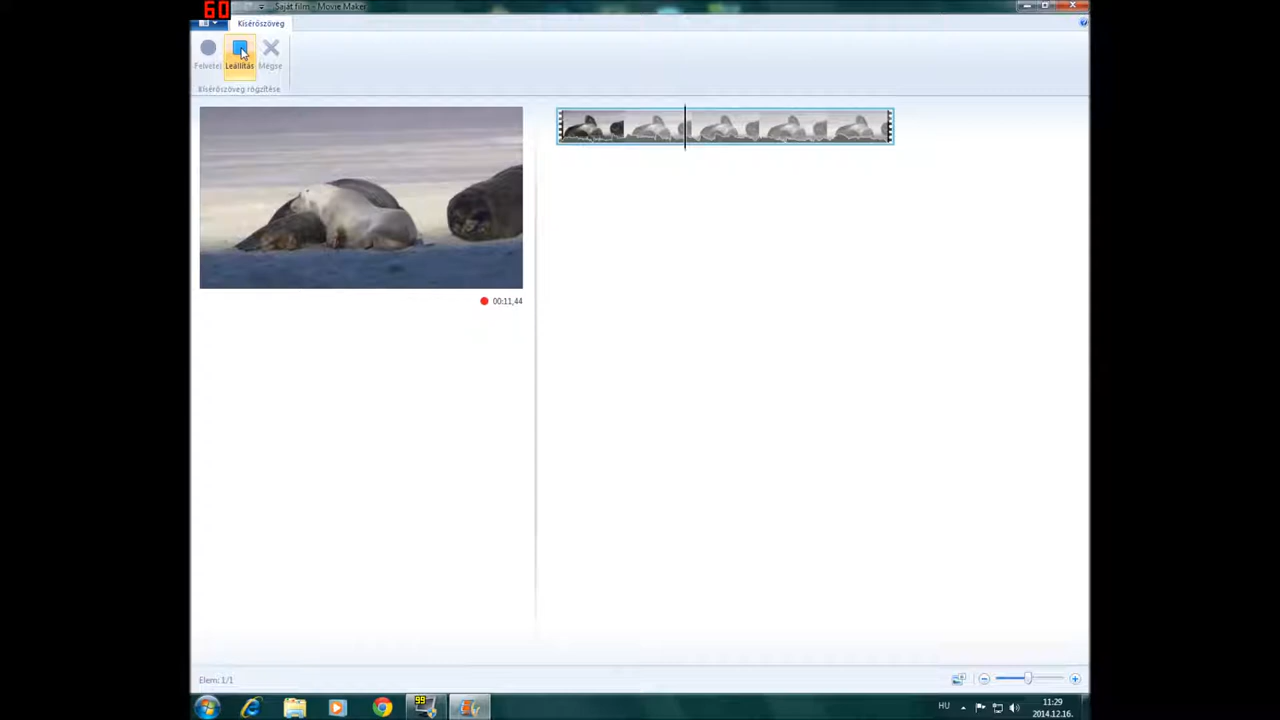 60
Saját film - Movie Maker
Kísérőszöveg
Felvétel Leállítás Mégse
Kísérőszöveg rögzítése
00:11,44
Elem: 1/1
99
HU
11:29
2014.12.16.